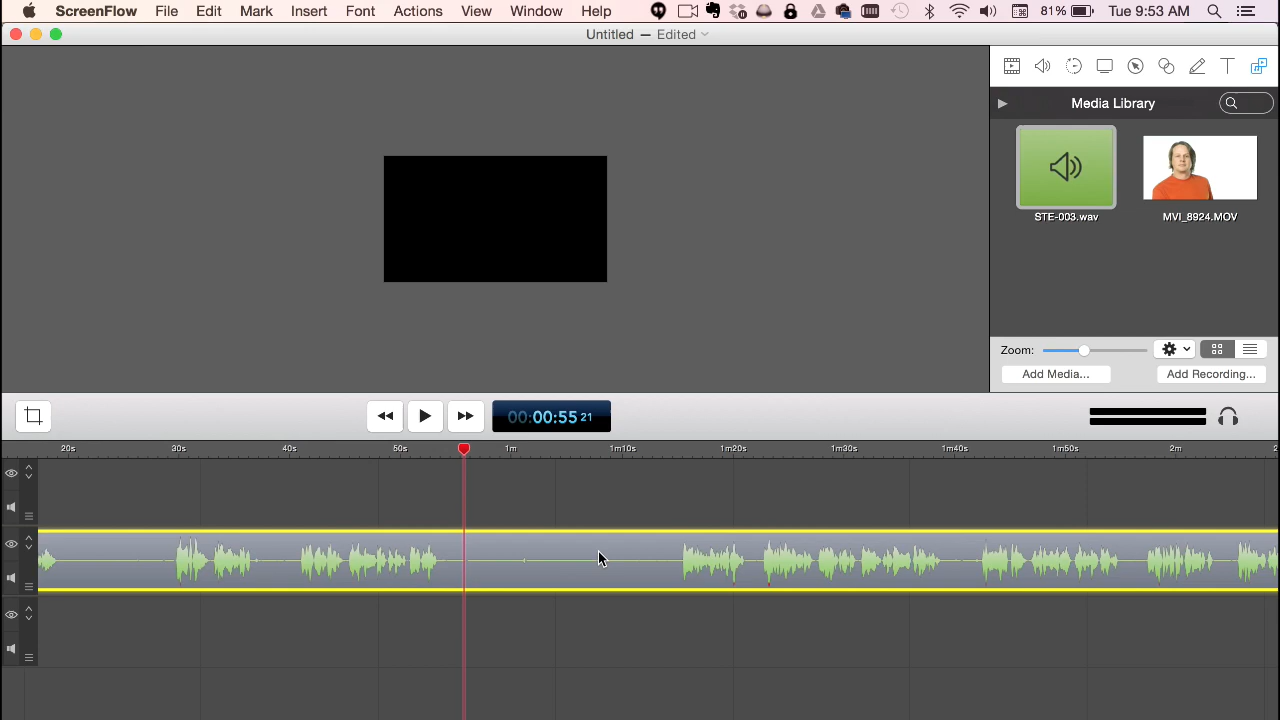 ScreenFlow File Edit Mark Insert Font Actions View Window Help 81% Tue 9:53 AM
Untitled — Edited
Media Library
STE-003.wav MVI_8924.MOV
Zoom:
Add Media... Add Recording...
00:00:55 21
20s 30s 40s 50s 1m 1m10s 1m20s 1m30s 1m40s 1m50s 2m 2